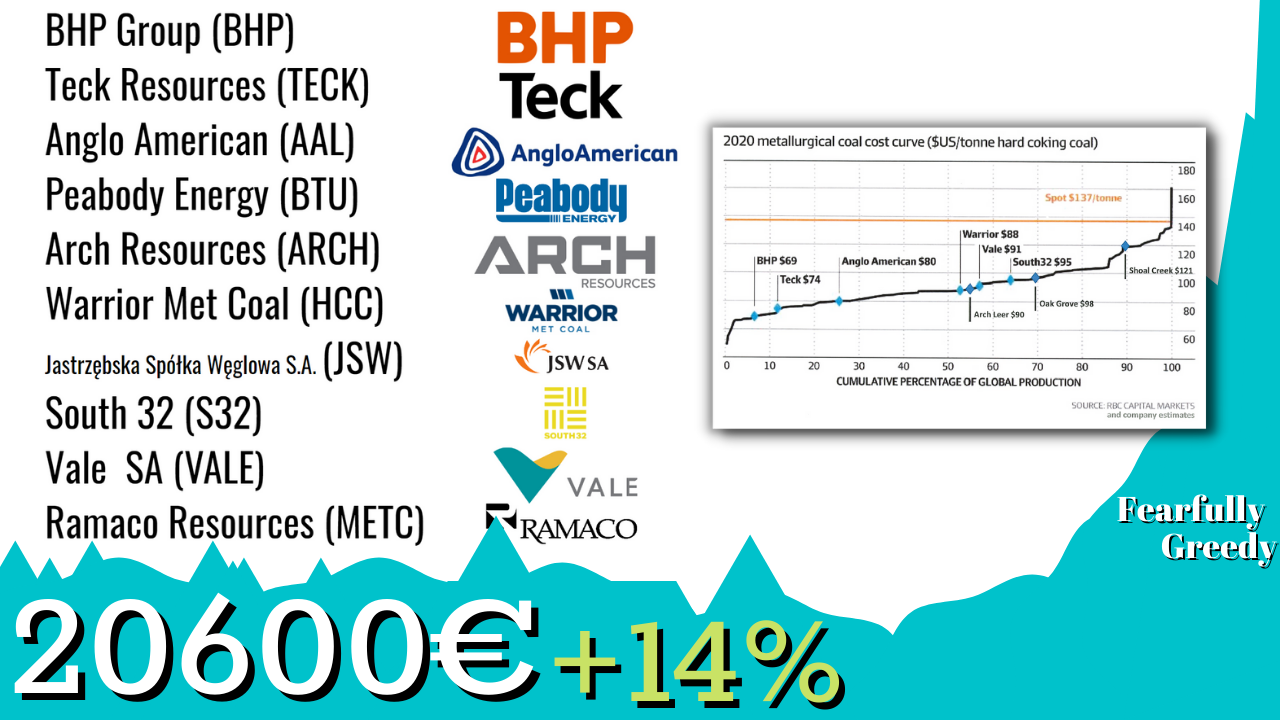 BHP Group (BHP)
Teck Resources (TECK)
Anglo American (AAL)
Peabody Energy (BTU)
Arch Resources (ARCH)
Warrior Met Coal (HCC)
Jastrzębska Spółka Węglowa S.A. (JSW)
South 32 (S32)
Vale SA (VALE)
Ramaco Resources (METC)
BHP
Teck
AngloAmerican
Peabody
ENERGY
ARCH
RESOURCES
WARRIOR
MET COAL
JSW SA
SOUTH32
VALE
RAMACO
2020 metallurgical coal cost curve ($US/tonne hard coking coal)
180
Spot $137/tonne
160
140
120
100
80
60
Warrior $88
Vale $91
BHP $69
Anglo American $80
South32 $95
Teck $74
Shoal Creek $121
Oak Grove $98
Arch Leer $90
0 10 20 30 40 50 60 70 80 90 100
CUMULATIVE PERCENTAGE OF GLOBAL PRODUCTION
SOURCE: RBC CAPITAL MARKETS
and company estimates
Fearfully
Greedy
20600€ +14%